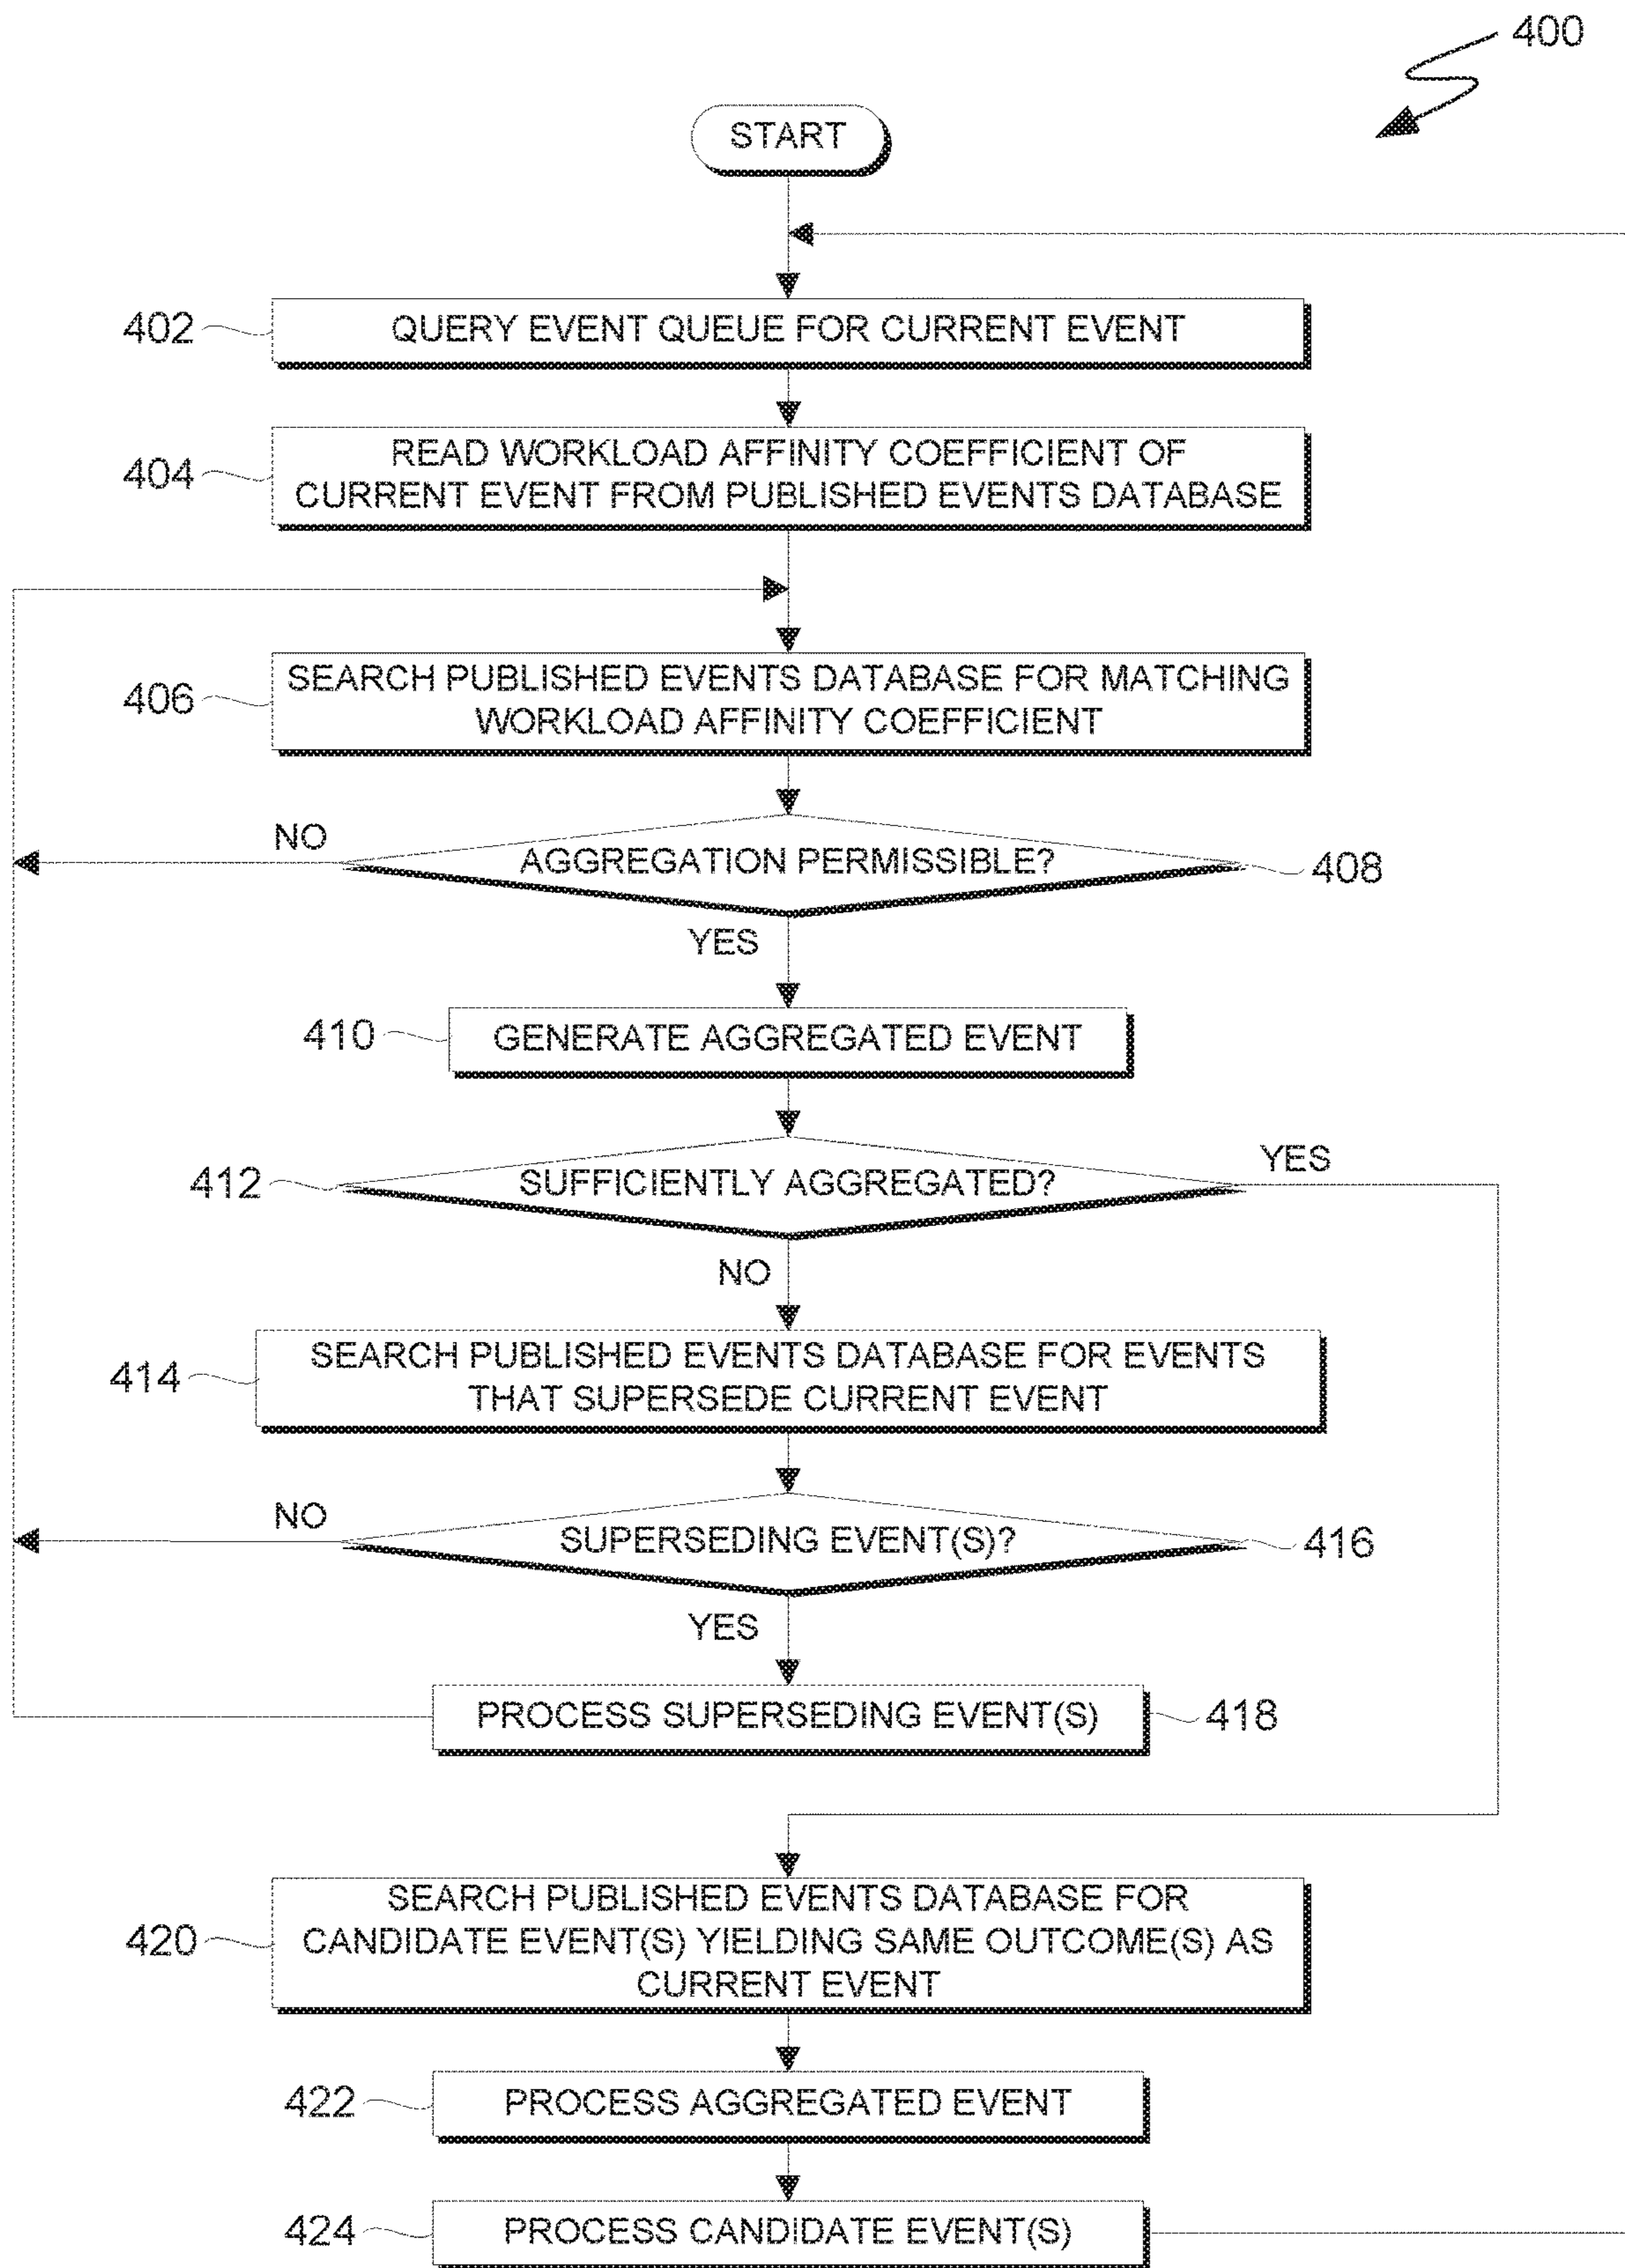 400
START
402
QUERY EVENT QUEUE FOR CURRENT EVENT
404
READ WORKLOAD AFFINITY COEFFICIENT OF
CURRENT EVENT FROM PUBLISHED EVENTS DATABASE
406
SEARCH PUBLISHED EVENTS DATABASE FOR MATCHING
WORKLOAD AFFINITY COEFFICIENT
NO
AGGREGATION PERMISSIBLE?
408
YES
410
GENERATE AGGREGATED EVENT
412
SUFFICIENTLY AGGREGATED?
YES
NO
414
SEARCH PUBLISHED EVENTS DATABASE FOR EVENTS
THAT SUPERSEDE CURRENT EVENT
NO
SUPERSEDING EVENT(S)?
416
YES
PROCESS SUPERSEDING EVENT(S)
418
420
SEARCH PUBLISHED EVENTS DATABASE FOR
CANDIDATE EVENT(S) YIELDING SAME OUTCOME(S) AS
CURRENT EVENT
422
PROCESS AGGREGATED EVENT
424
PROCESS CANDIDATE EVENT(S)